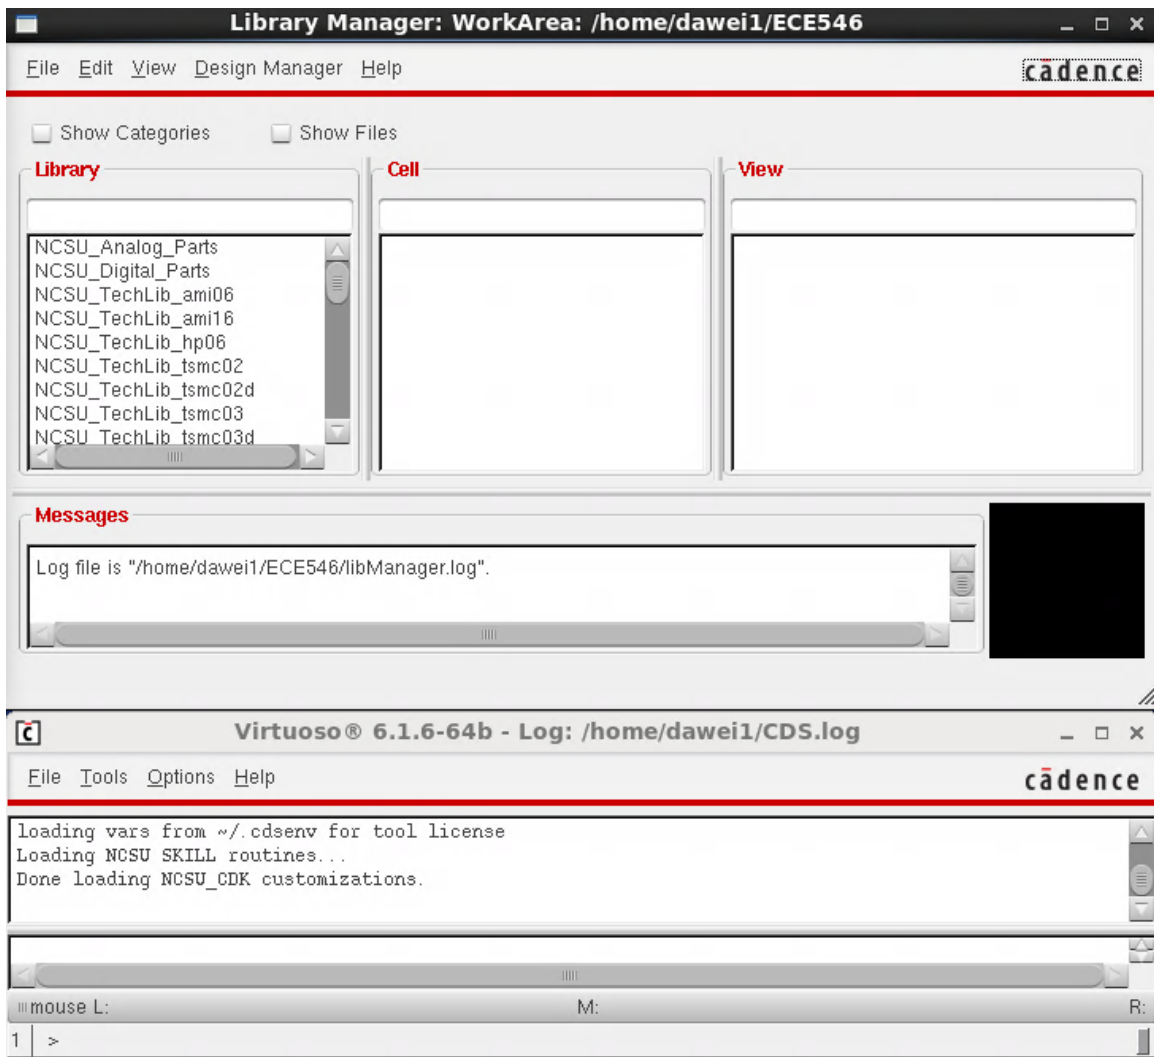 Library Manager: WorkArea: /home/dawei1/ECE546
File Edit View Design Manager Help cādence
Show Categories Show Files
Library Cell View
NCSU_Analog_Parts
NCSU_Digital_Parts
NCSU_TechLib_ami06
NCSU_TechLib_ami16
NCSU_TechLib_hp06
NCSU_TechLib_tsmc02
NCSU_TechLib_tsmc02d
NCSU_TechLib_tsmc03
NCSU_TechLib_tsmc03d
Messages
Log file is "/home/dawei1/ECE546/libManager.log".
Virtuoso® 6.1.6-64b - Log: /home/dawei1/CDS.log
File Tools Options Help cādence
loading vars from ~/.cdsenv for tool license
Loading NCSU SKILL routines...
Done loading NCSU_CDK customizations.
mouse L: M: R:
1 >